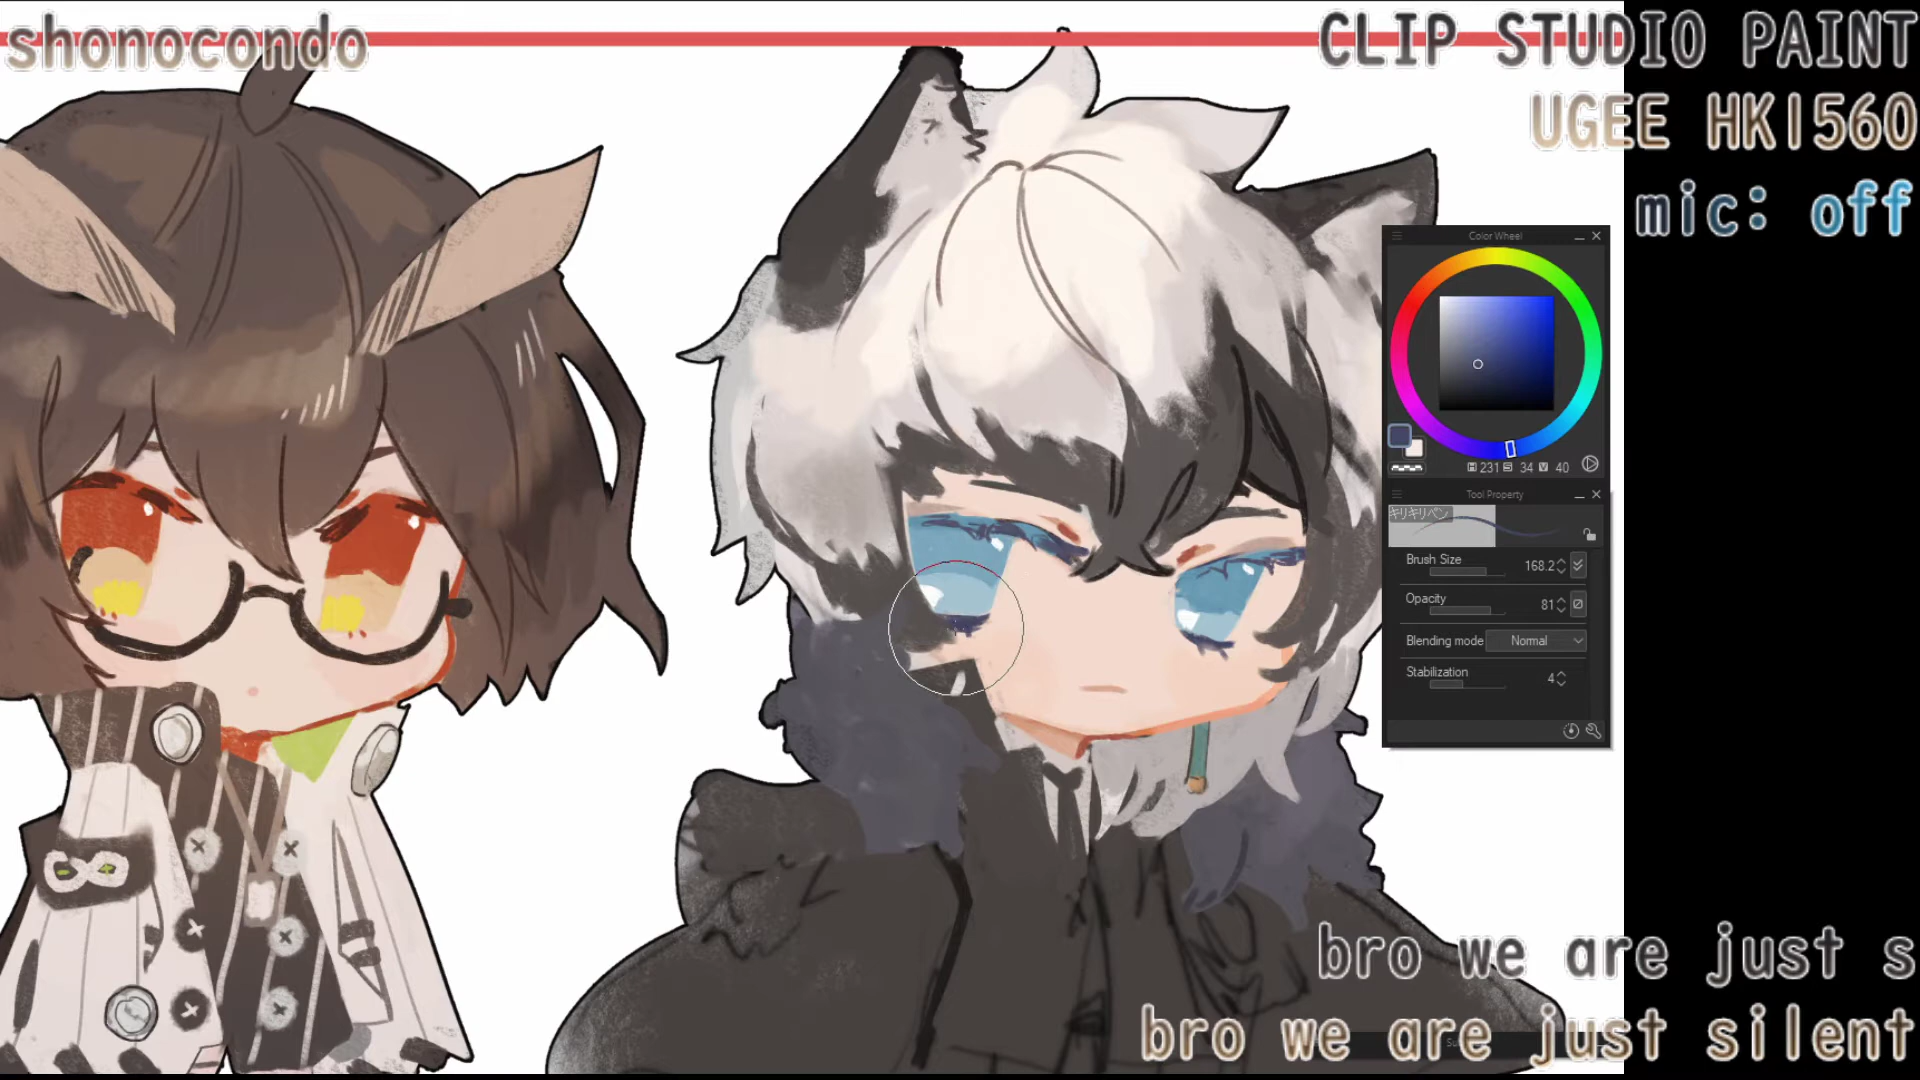 shonocondo
CLIP STUDIO PAINT
UGEE HK1560
mic: off
Color Wheel
H 231 S 34 V 40
Tool Property
キリキリペン
Brush Size 168.2
Opacity 81
Blending mode Normal
Stabilization 4
bro we are just s
bro we are just silent